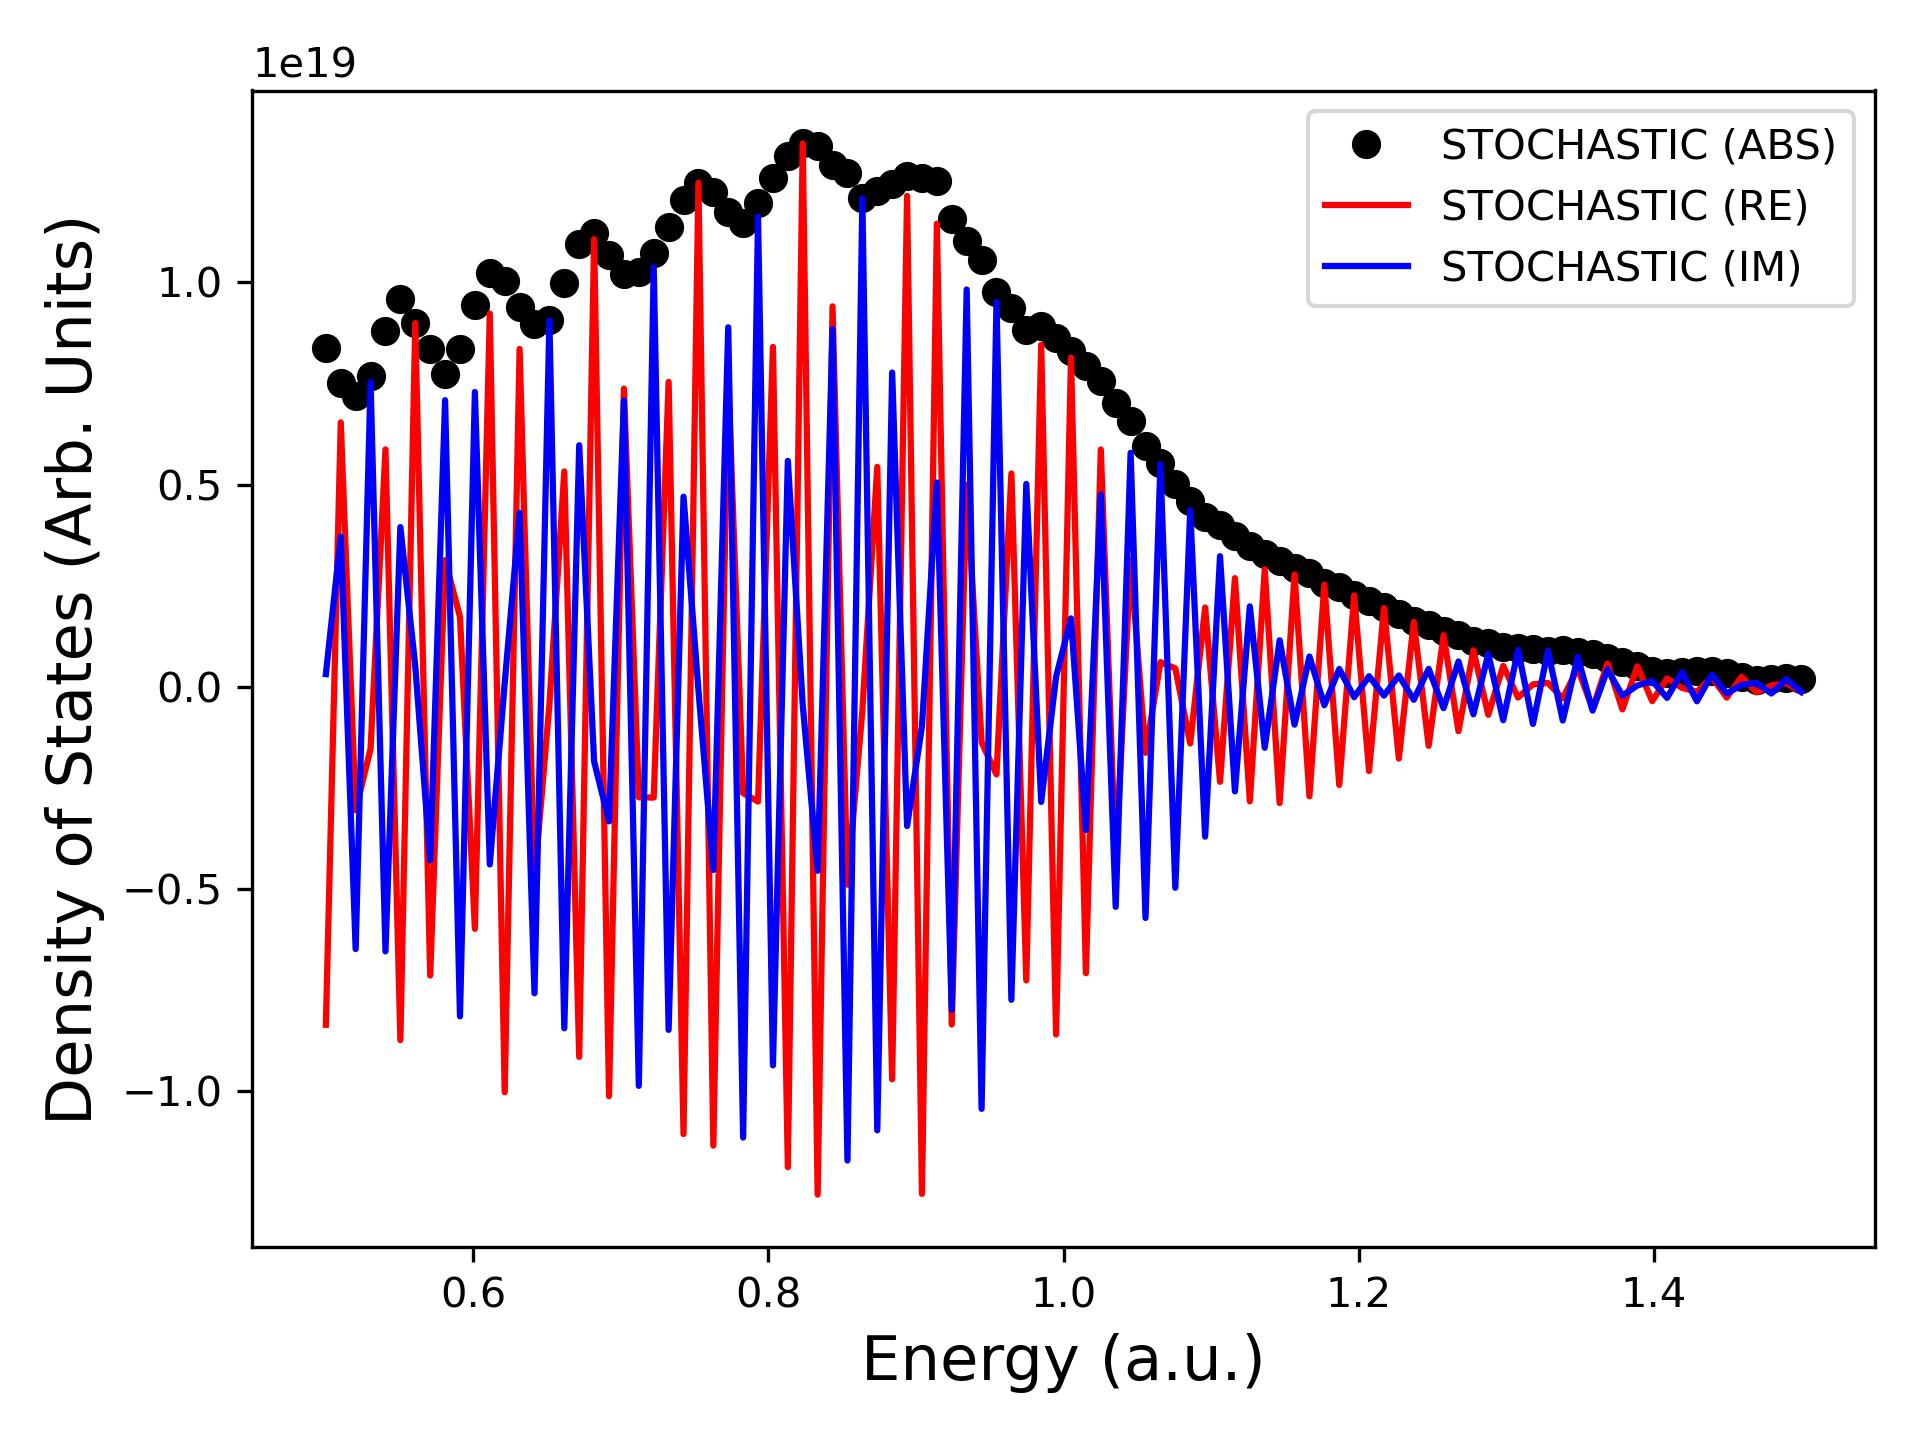 1e19
STOCHASTIC (ABS)
STOCHASTIC (RE)
STOCHASTIC (IM)
Density of States (Arb. Units)
1.0
0.5
0.0
−0.5
−1.0
0.6 0.8 1.0 1.2 1.4
Energy (a.u.)